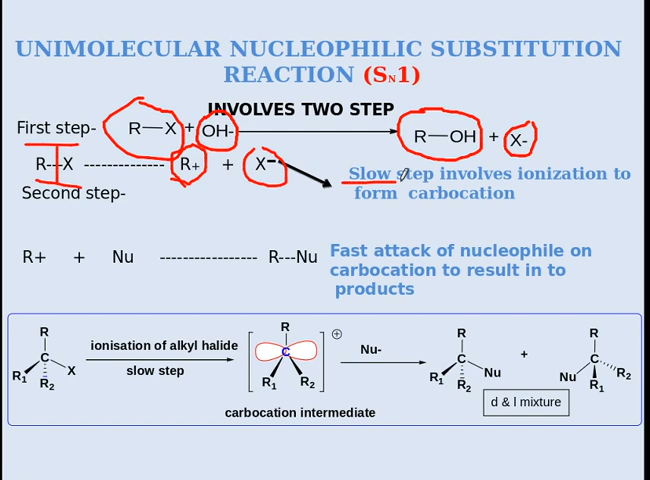 UNIMOLECULAR NUCLEOPHILIC SUBSTITUTION
REACTION (SN1)
INVOLVES TWO STEP
First step- R—X + OH- R—OH + X-
R---X -------------- R+ + X-
Slow step involves ionization to
form carbocation
Second step-
R+ + Nu ----------------- R---Nu
Fast attack of nucleophile on
carbocation to result in to
products
R C X R1 R2
ionisation of alkyl halide
slow step
R C R1 R2 +
carbocation intermediate
Nu-
R C Nu R1 R2
+
R C R2 Nu R1
d & l mixture